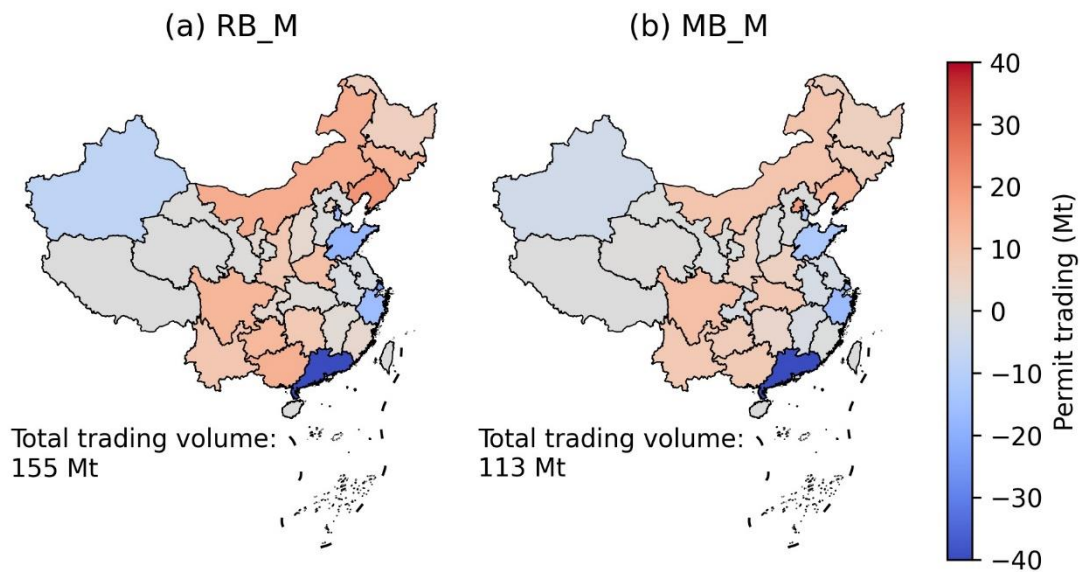 (a) RB_M
(b) MB_M
Total trading volume:
155 Mt
Total trading volume:
113 Mt
40
30
20
10
0
−10
−20
−30
−40
Permit trading (Mt)